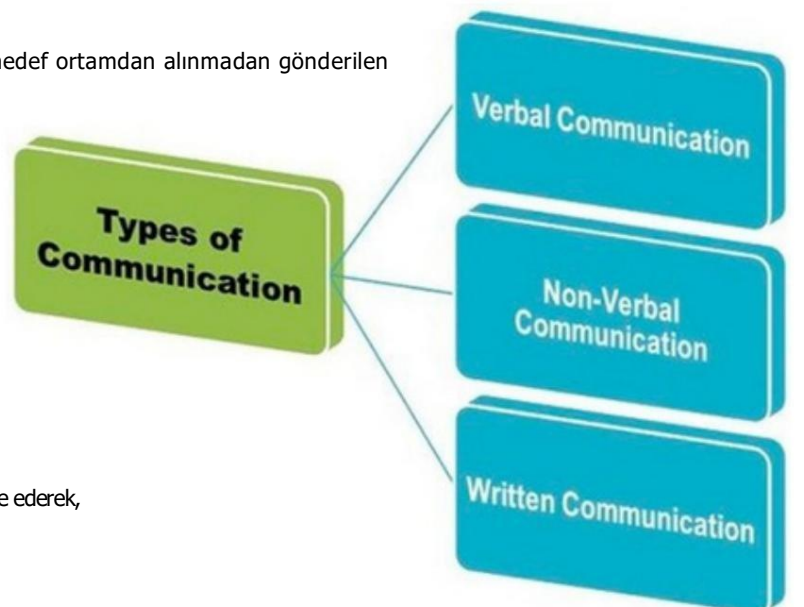 hedef ortamdan alınmadan gönderilen
Types of
Communication
Verbal Communication
Non-Verbal
Communication
ederek,
Written Communication